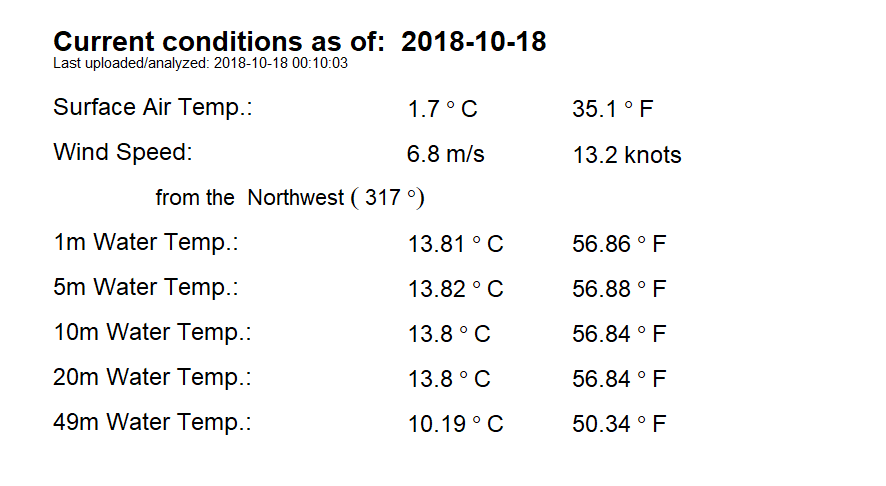 Current conditions as of: 2018-10-18
Last uploaded/analyzed: 2018-10-18 00:10:03
Surface Air Temp.: 1.7 ° C 35.1 ° F
Wind Speed: 6.8 m/s 13.2 knots
from the Northwest ( 317 °)
1m Water Temp.: 13.81 ° C 56.86 ° F
5m Water Temp.: 13.82 ° C 56.88 ° F
10m Water Temp.: 13.8 ° C 56.84 ° F
20m Water Temp.: 13.8 ° C 56.84 ° F
49m Water Temp.: 10.19 ° C 50.34 ° F